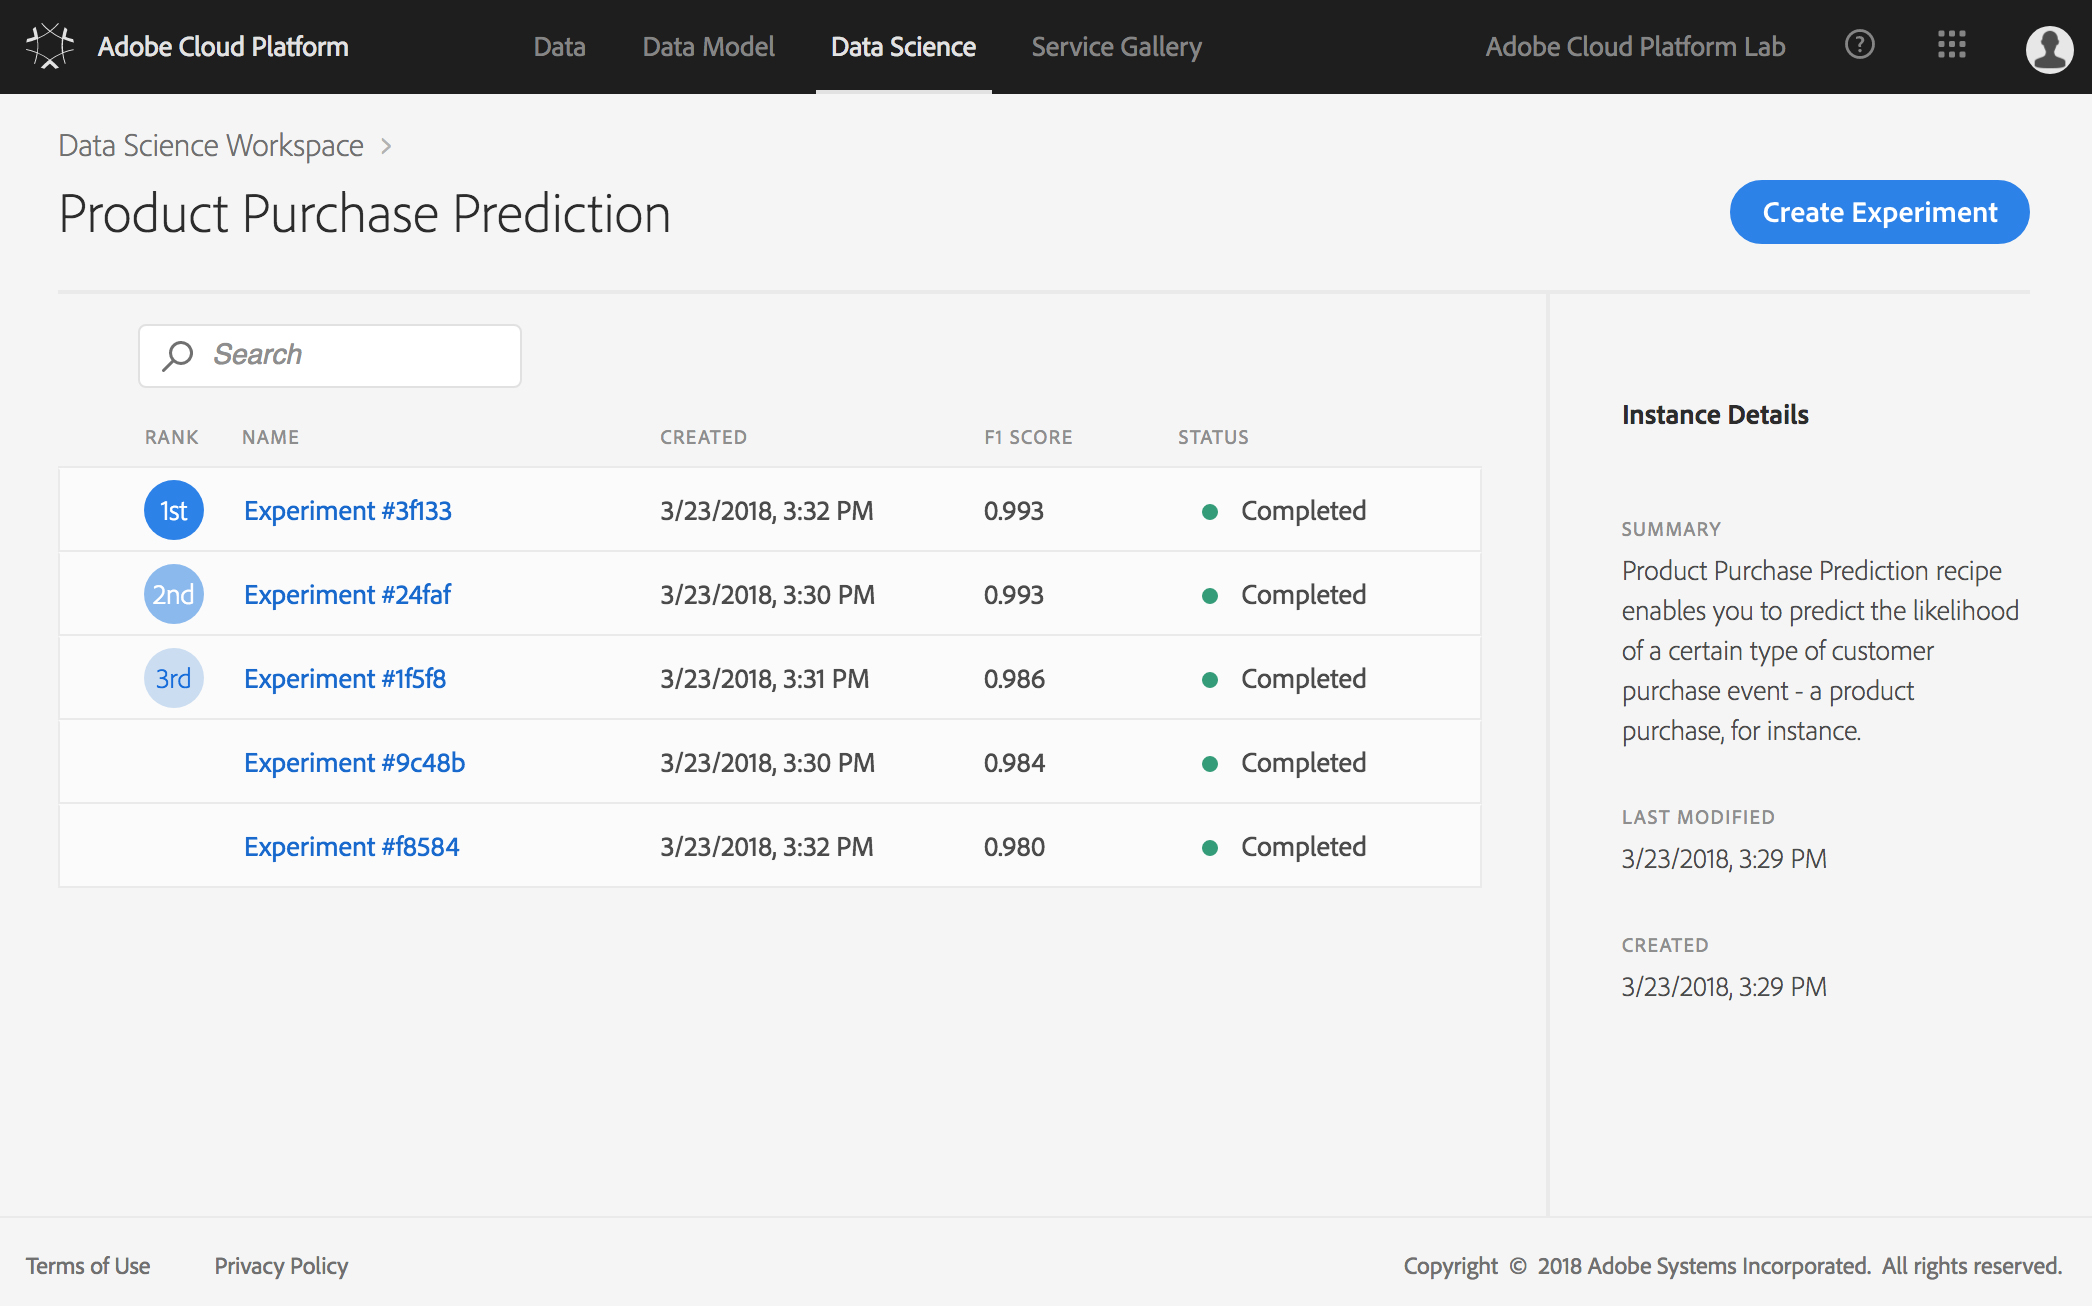 Adobe Cloud Platform Data Data Model Data Science Service Gallery Adobe Cloud Platform Lab ?
Data Science Workspace >
Product Purchase Prediction
Create Experiment
Search
RANK NAME CREATED F1 SCORE STATUS
1st Experiment #3f133 3/23/2018, 3:32 PM 0.993 Completed
2nd Experiment #24faf 3/23/2018, 3:30 PM 0.993 Completed
3rd Experiment #1f5f8 3/23/2018, 3:31 PM 0.986 Completed
Experiment #9c48b 3/23/2018, 3:30 PM 0.984 Completed
Experiment #f8584 3/23/2018, 3:32 PM 0.980 Completed
Instance Details
SUMMARY
Product Purchase Prediction recipe
enables you to predict the likelihood
of a certain type of customer
purchase event - a product
purchase, for instance.
LAST MODIFIED
3/23/2018, 3:29 PM
CREATED
3/23/2018, 3:29 PM
Terms of Use Privacy Policy Copyright © 2018 Adobe Systems Incorporated. All rights reserved.